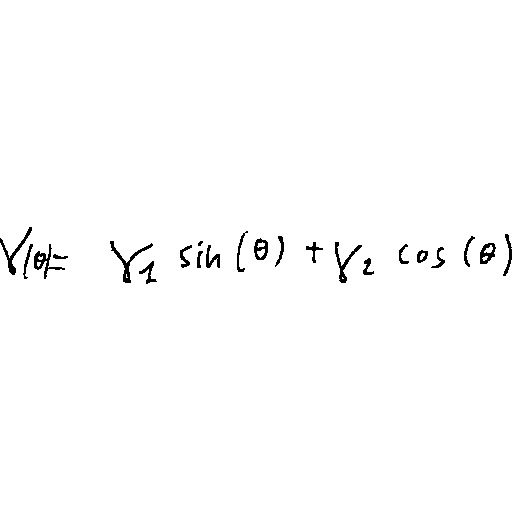 γ(θ)= γ₁ sin(θ) + γ₂ cos(θ)